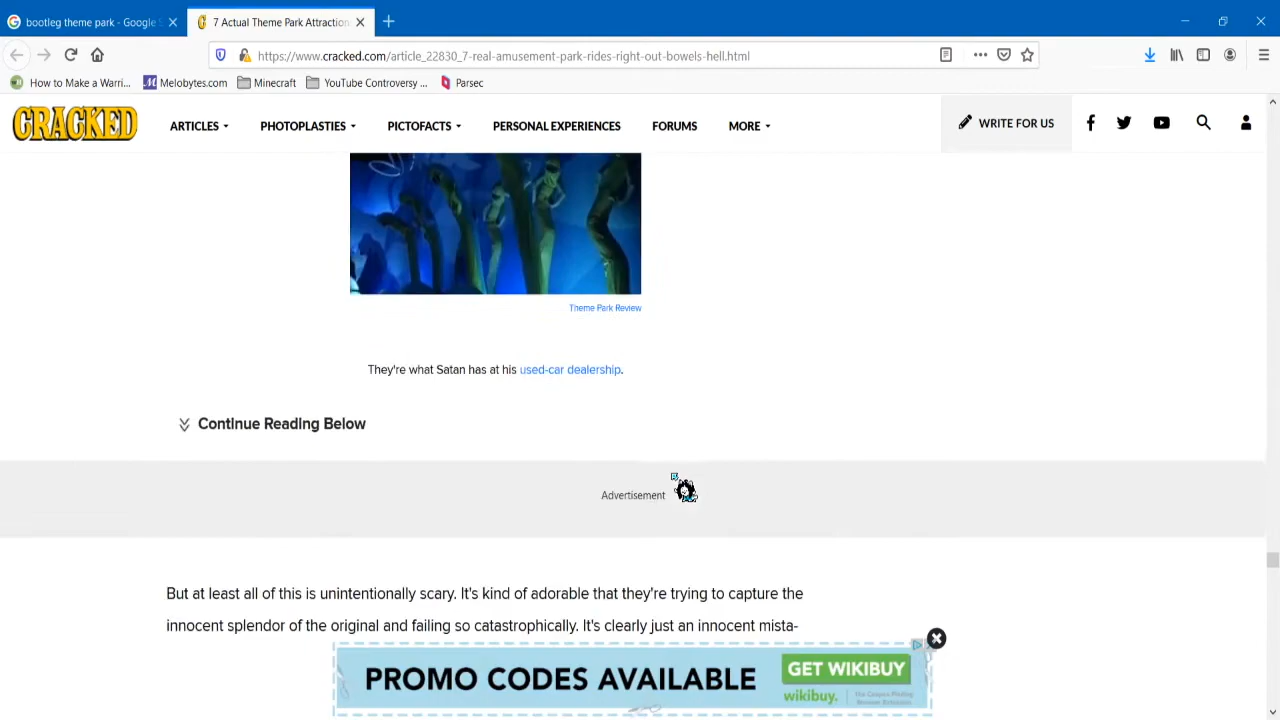 bootleg theme park - Google S
7 Actual Theme Park Attraction
https://www.cracked.com/article_22830_7-real-amusement-park-rides-right-out-bowels-hell.html
How to Make a Warri...
Melobytes.com
Minecraft
YouTube Controversy ...
Parsec
CRACKED
ARTICLES
PHOTOPLASTIES
PICTOFACTS
PERSONAL EXPERIENCES
FORUMS
MORE
WRITE FOR US
Theme Park Review
They're what Satan has at his used-car dealership.
Continue Reading Below
Advertisement
But at least all of this is unintentionally scary. It's kind of adorable that they're trying to capture the
innocent splendor of the original and failing so catastrophically. It's clearly just an innocent mista-
PROMO CODES AVAILABLE
GET WIKIBUY
wikibuy.